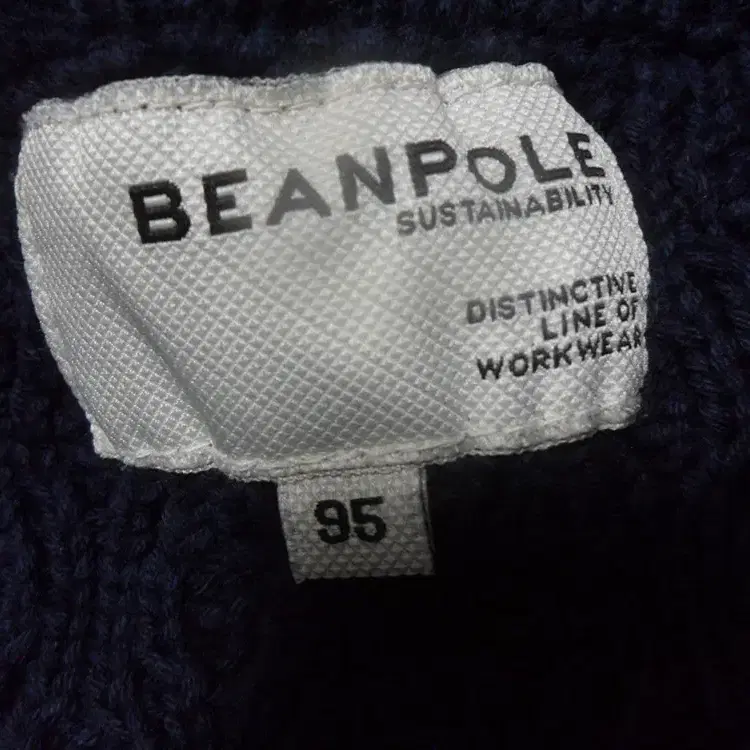 BEANPOLE
SUSTAINABILITY
DISTINCTIVE
LINE OF
WORKWEAR
95